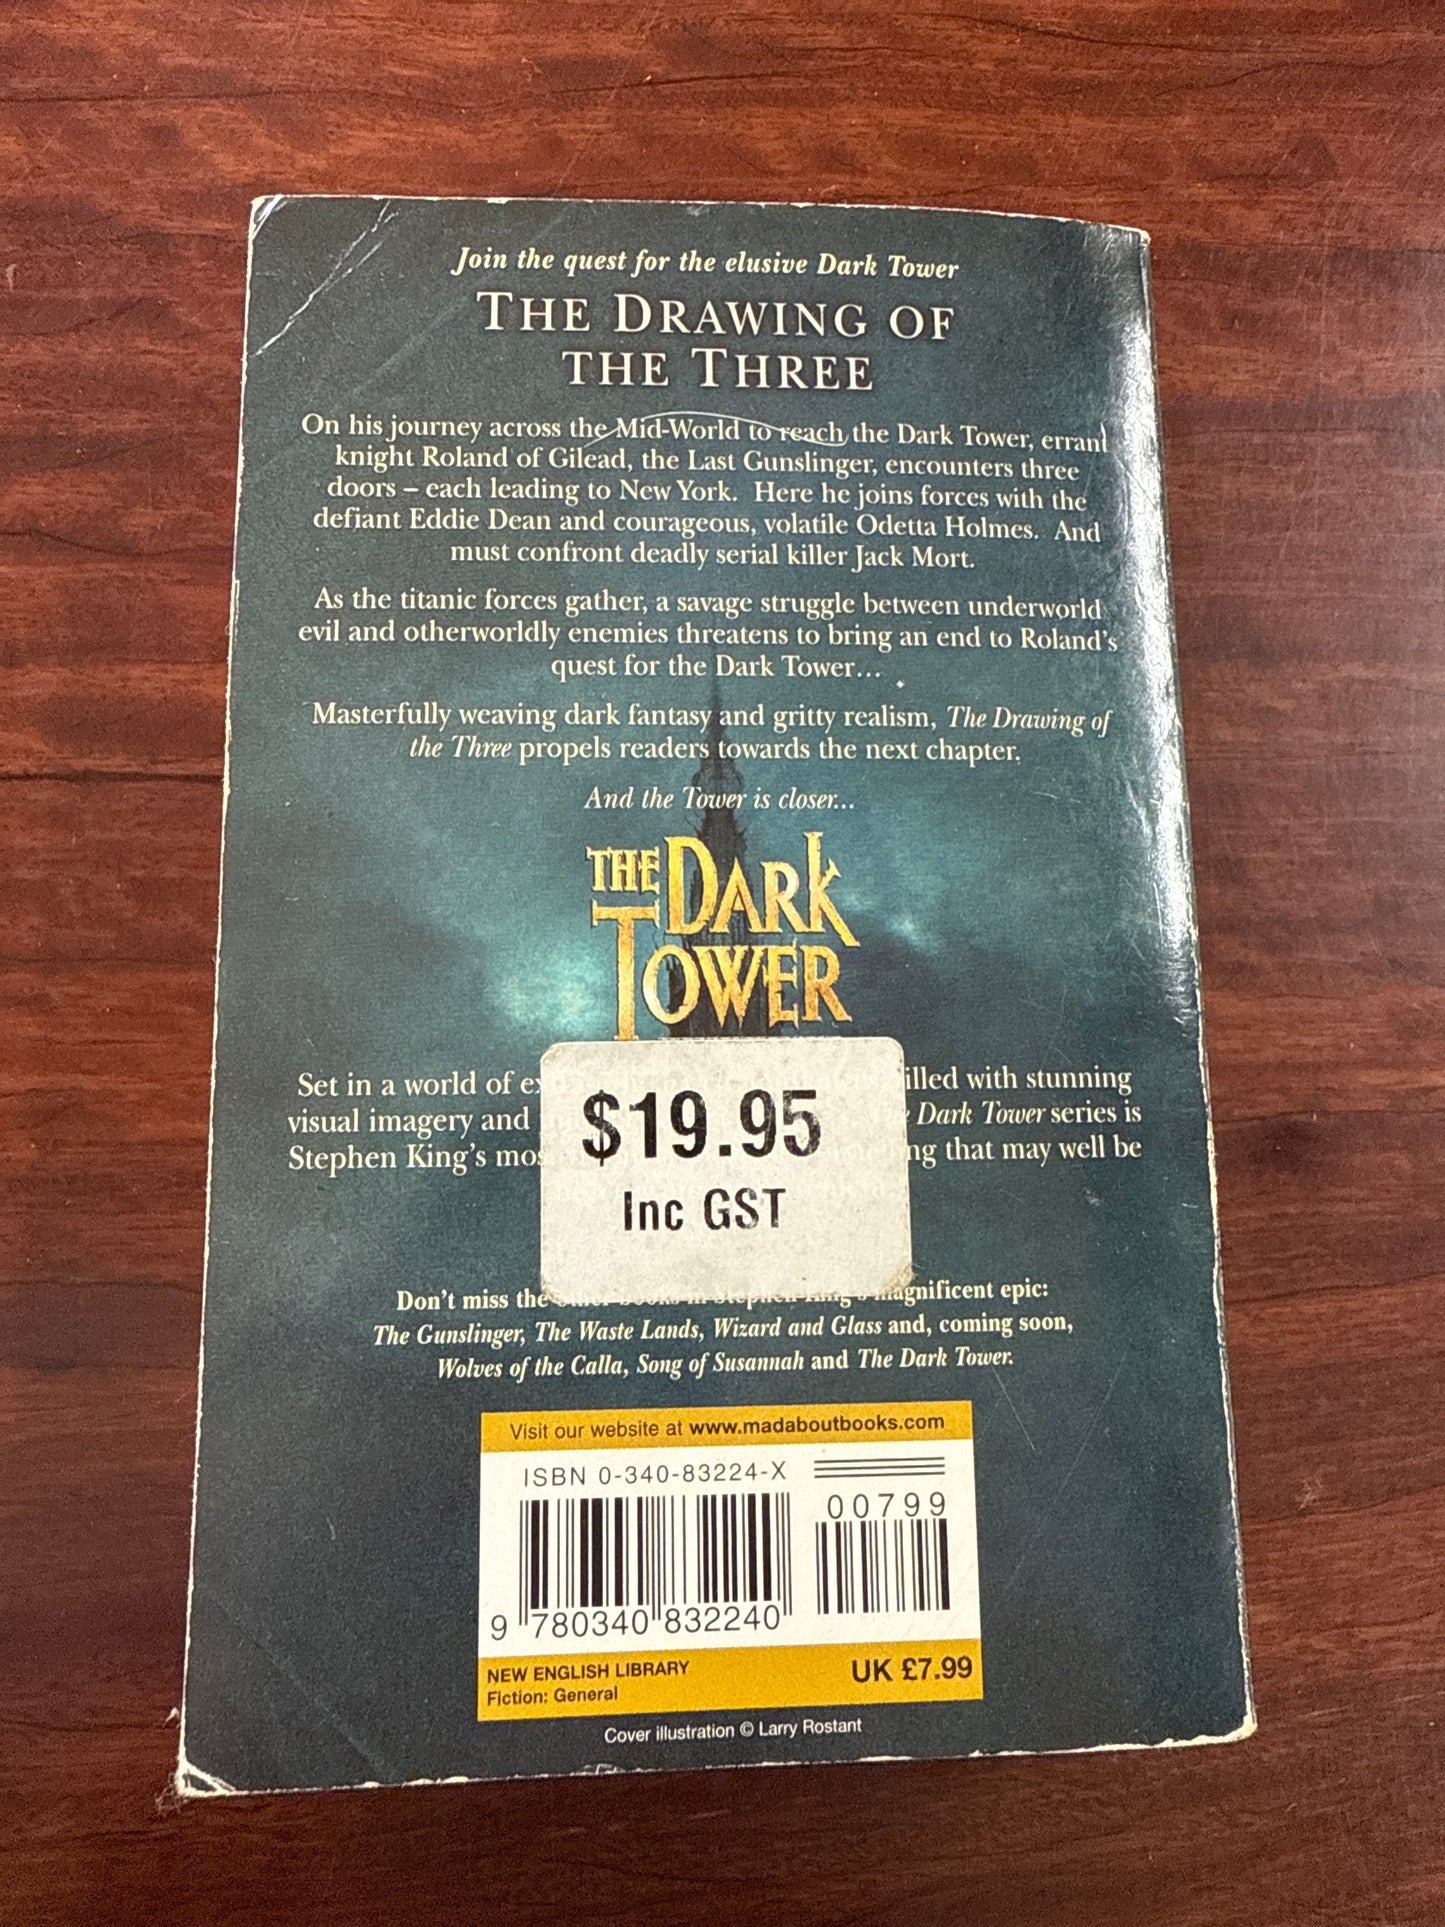 Join the quest for the elusive Dark Tower
THE DRAWING OF
THE THREE
On his journey across the Mid-World to reach the Dark Tower, errant
knight Roland of Gilead, the Last Gunslinger, encounters three
doors – each leading to New York. Here he joins forces with the
defiant Eddie Dean and courageous, volatile Odetta Holmes. And
must confront deadly serial killer Jack Mort.
As the titanic forces gather, a savage struggle between underworld
evil and otherworldly enemies threatens to bring an end to Roland's
quest for the Dark Tower...
Masterfully weaving dark fantasy and gritty realism, The Drawing of
the Three propels readers towards the next chapter.
And the Tower is closer...
THE DARK
TOWER
Set in a world of illed with stunning
visual imagery and Dark Tower series is
Stephen King's mos ng that may well be
$19.95
Inc GST
Don't miss the other books in Stephen King's magnificent epic:
The Gunslinger, The Waste Lands, Wizard and Glass and, coming soon,
Wolves of the Calla, Song of Susannah and The Dark Tower.
Visit our website at www.madaboutbooks.com
ISBN 0-340-83224-X
00799
9 780340 832240
NEW ENGLISH LIBRARY
Fiction: General
UK £7.99
Cover illustration © Larry Rostant